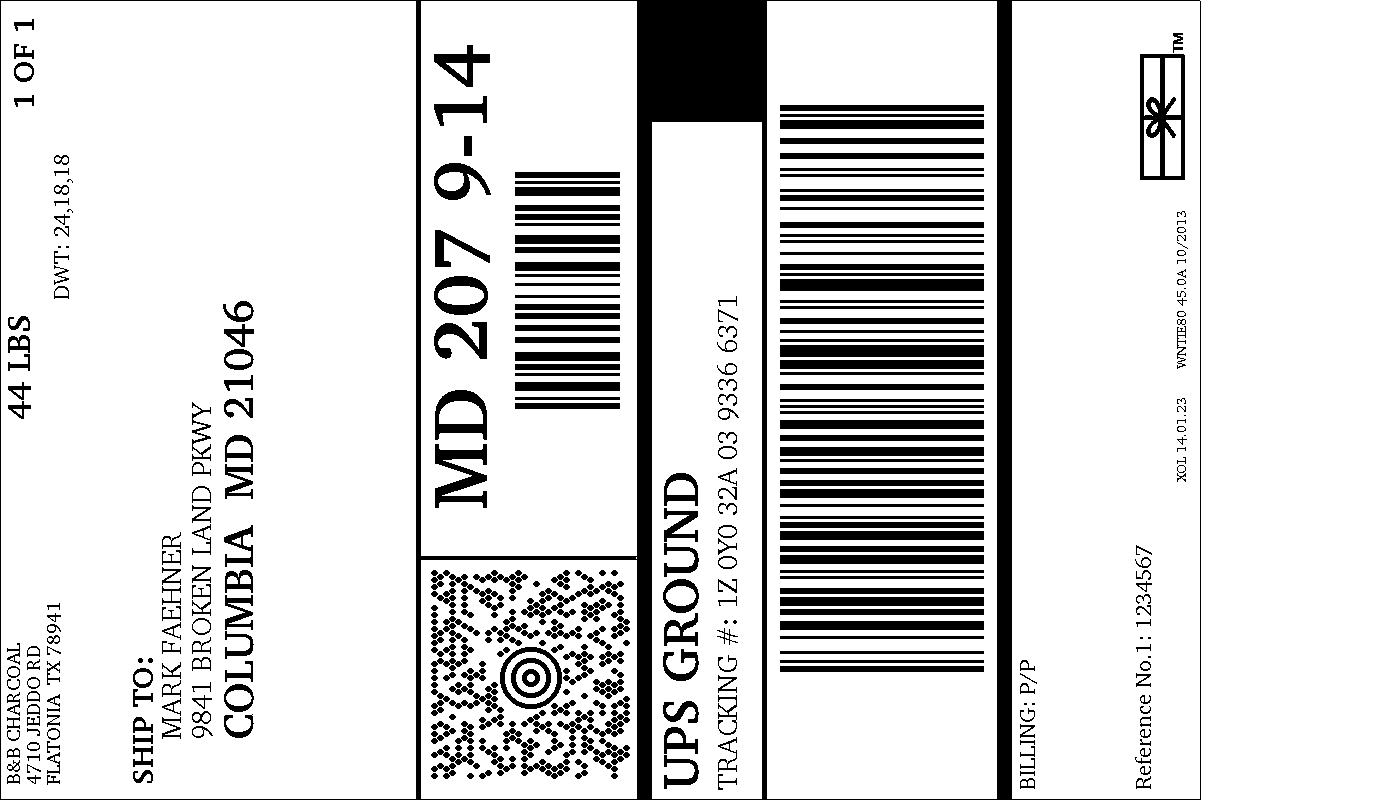 B&B CHARCOAL
4710 JEDDO RD
FLATONIA  TX 78941
44 LBS
1 OF 1
DWT: 24,18,18
SHIP TO:
MARK FAEHNER
9841 BROKEN LAND PKWY
COLUMBIA  MD 21046
MD 207 9-14
UPS GROUND
TRACKING #: 1Z 0Y0 32A 03 9336 6371
BILLING: P/P
Reference No.1: 1234567
XOL 14.01.23
WNTIE80 45.0A 10/2013
TM